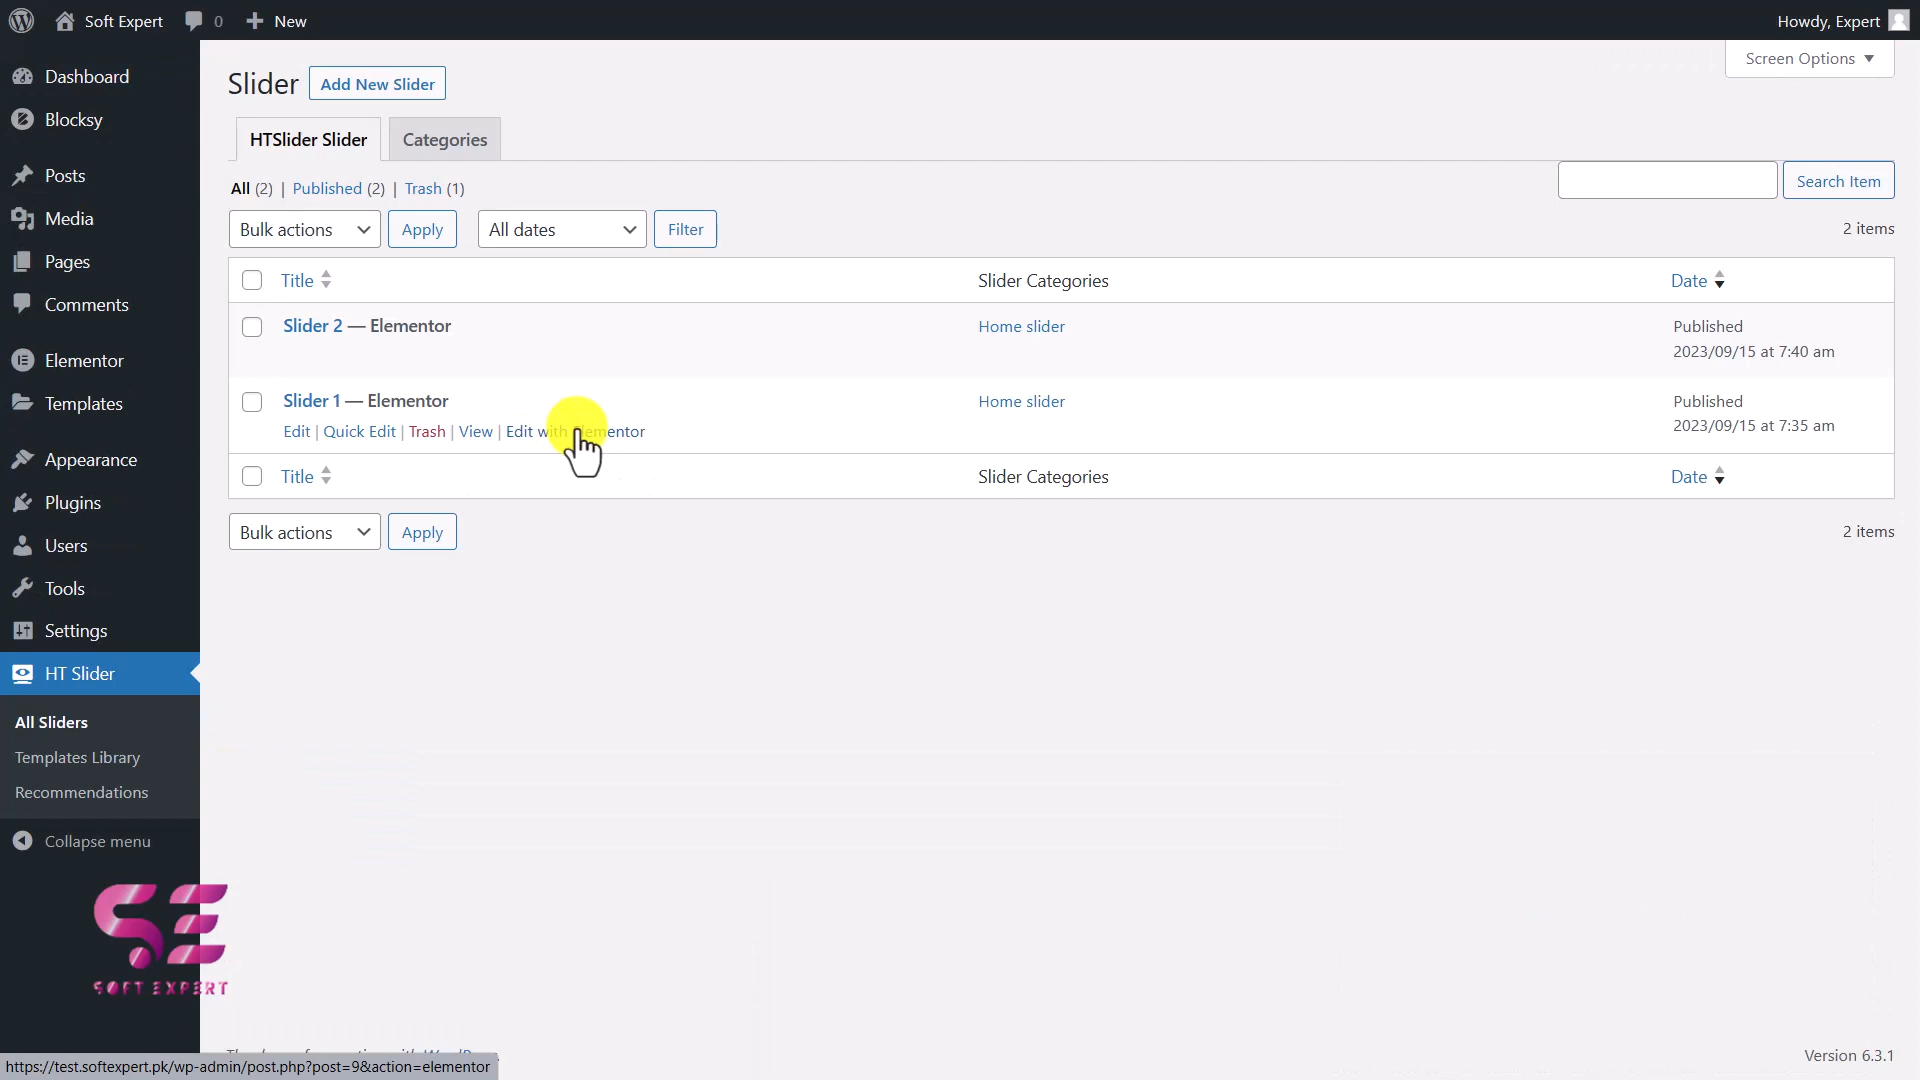 Soft Expert
0
New
Howdy, Expert
Screen Options
Dashboard
Blocksy
Posts
Media
Pages
Comments
Elementor
Templates
Appearance
Plugins
Users
Tools
Settings
HT Slider
All Sliders
Templates Library
Recommendations
Collapse menu
Slider
Add New Slider
HTSlider Slider
Categories
All (2) | Published (2) | Trash (1)
Search Item
Bulk actions
Apply
All dates
Filter
2 items
Title
Slider Categories
Date
Slider 2 — Elementor
Home slider
Published
2023/09/15 at 7:40 am
Slider 1 — Elementor
Edit | Quick Edit | Trash | View | Edit with Elementor
Home slider
Published
2023/09/15 at 7:35 am
Title
Slider Categories
Date
Bulk actions
Apply
2 items
SE
SOFT EXPERT
https://test.softexpert.pk/wp-admin/post.php?post=9&action=elementor
Version 6.3.1